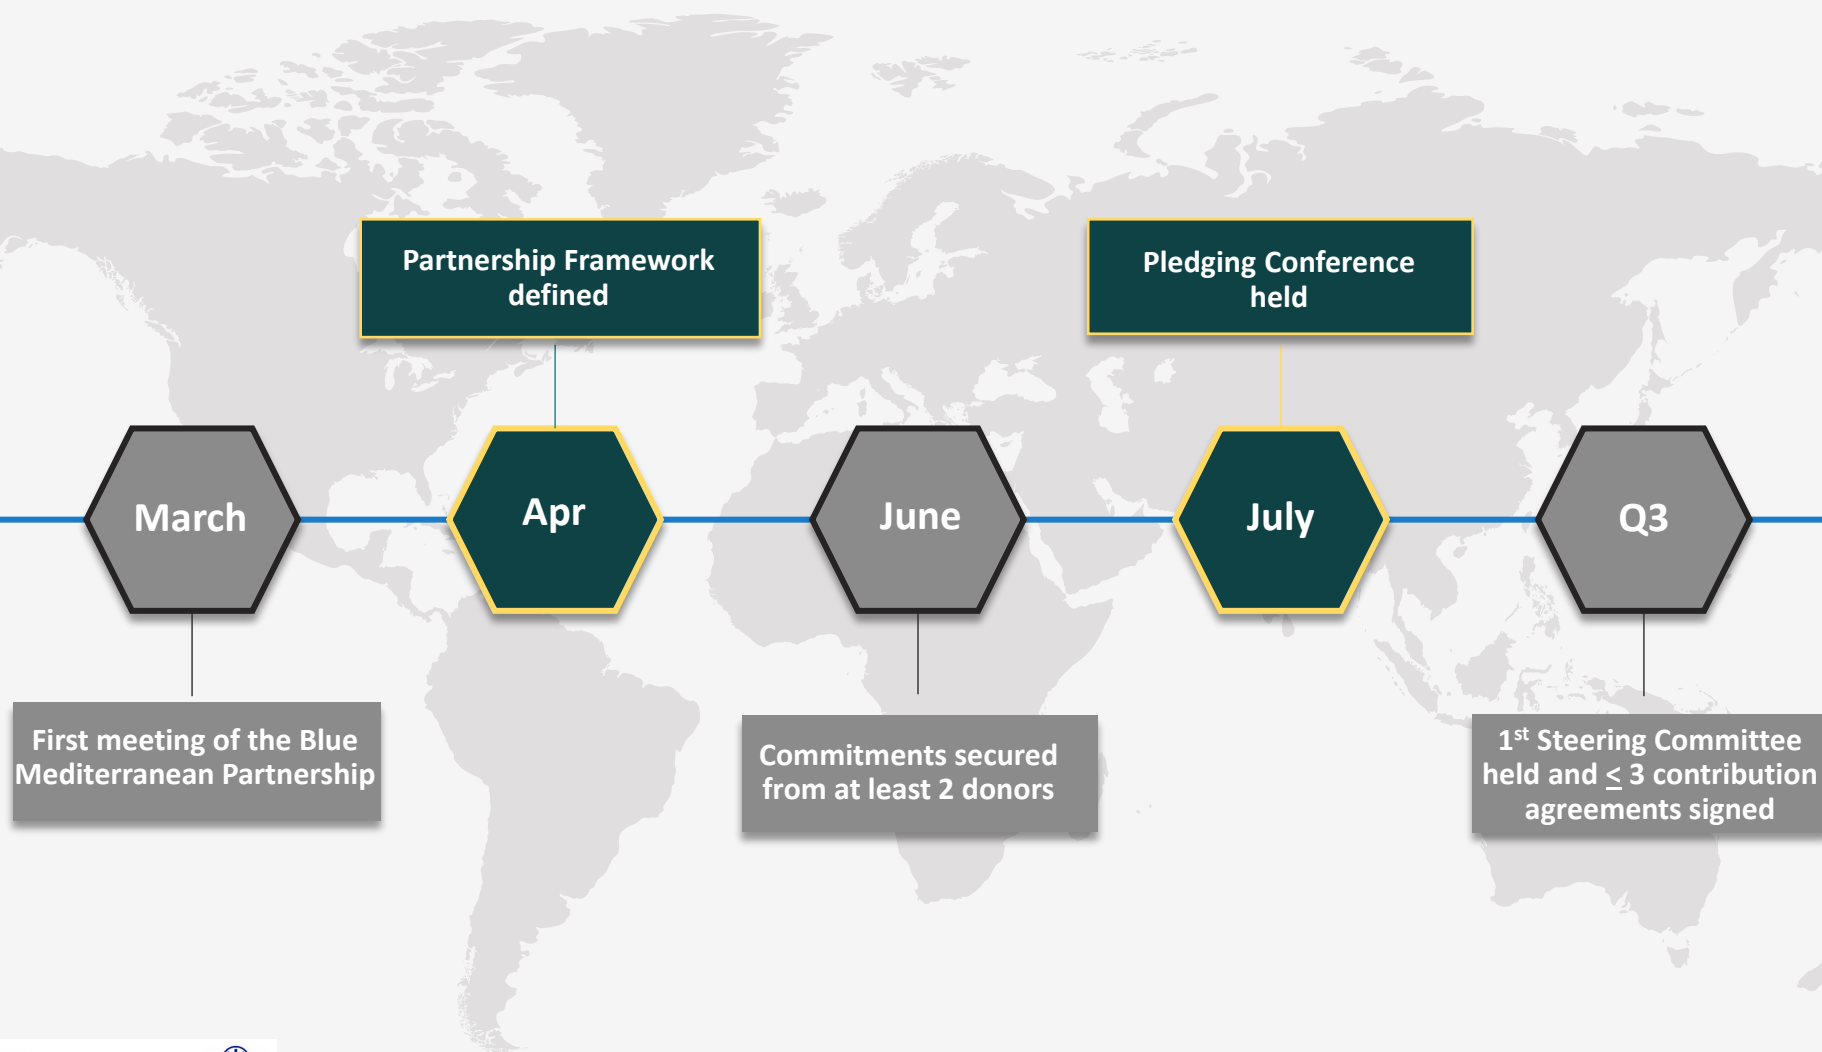 Partnership Framework
defined
Pledging Conference
held
March
Apr
June
July
Q3
First meeting of the Blue
Mediterranean Partnership
Commitments secured
from at least 2 donors
1st Steering Committee
held and ≤ 3 contribution
agreements signed